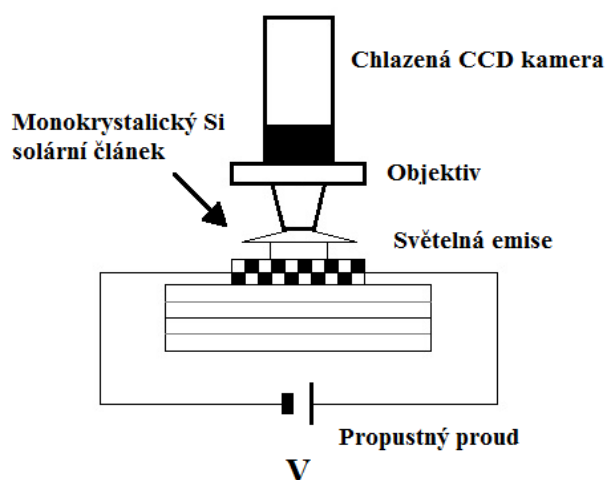 Chlazená CCD kamera
Monokrystalický Si
solární článek
Objektiv
Světelná emise
Propustný proud
V